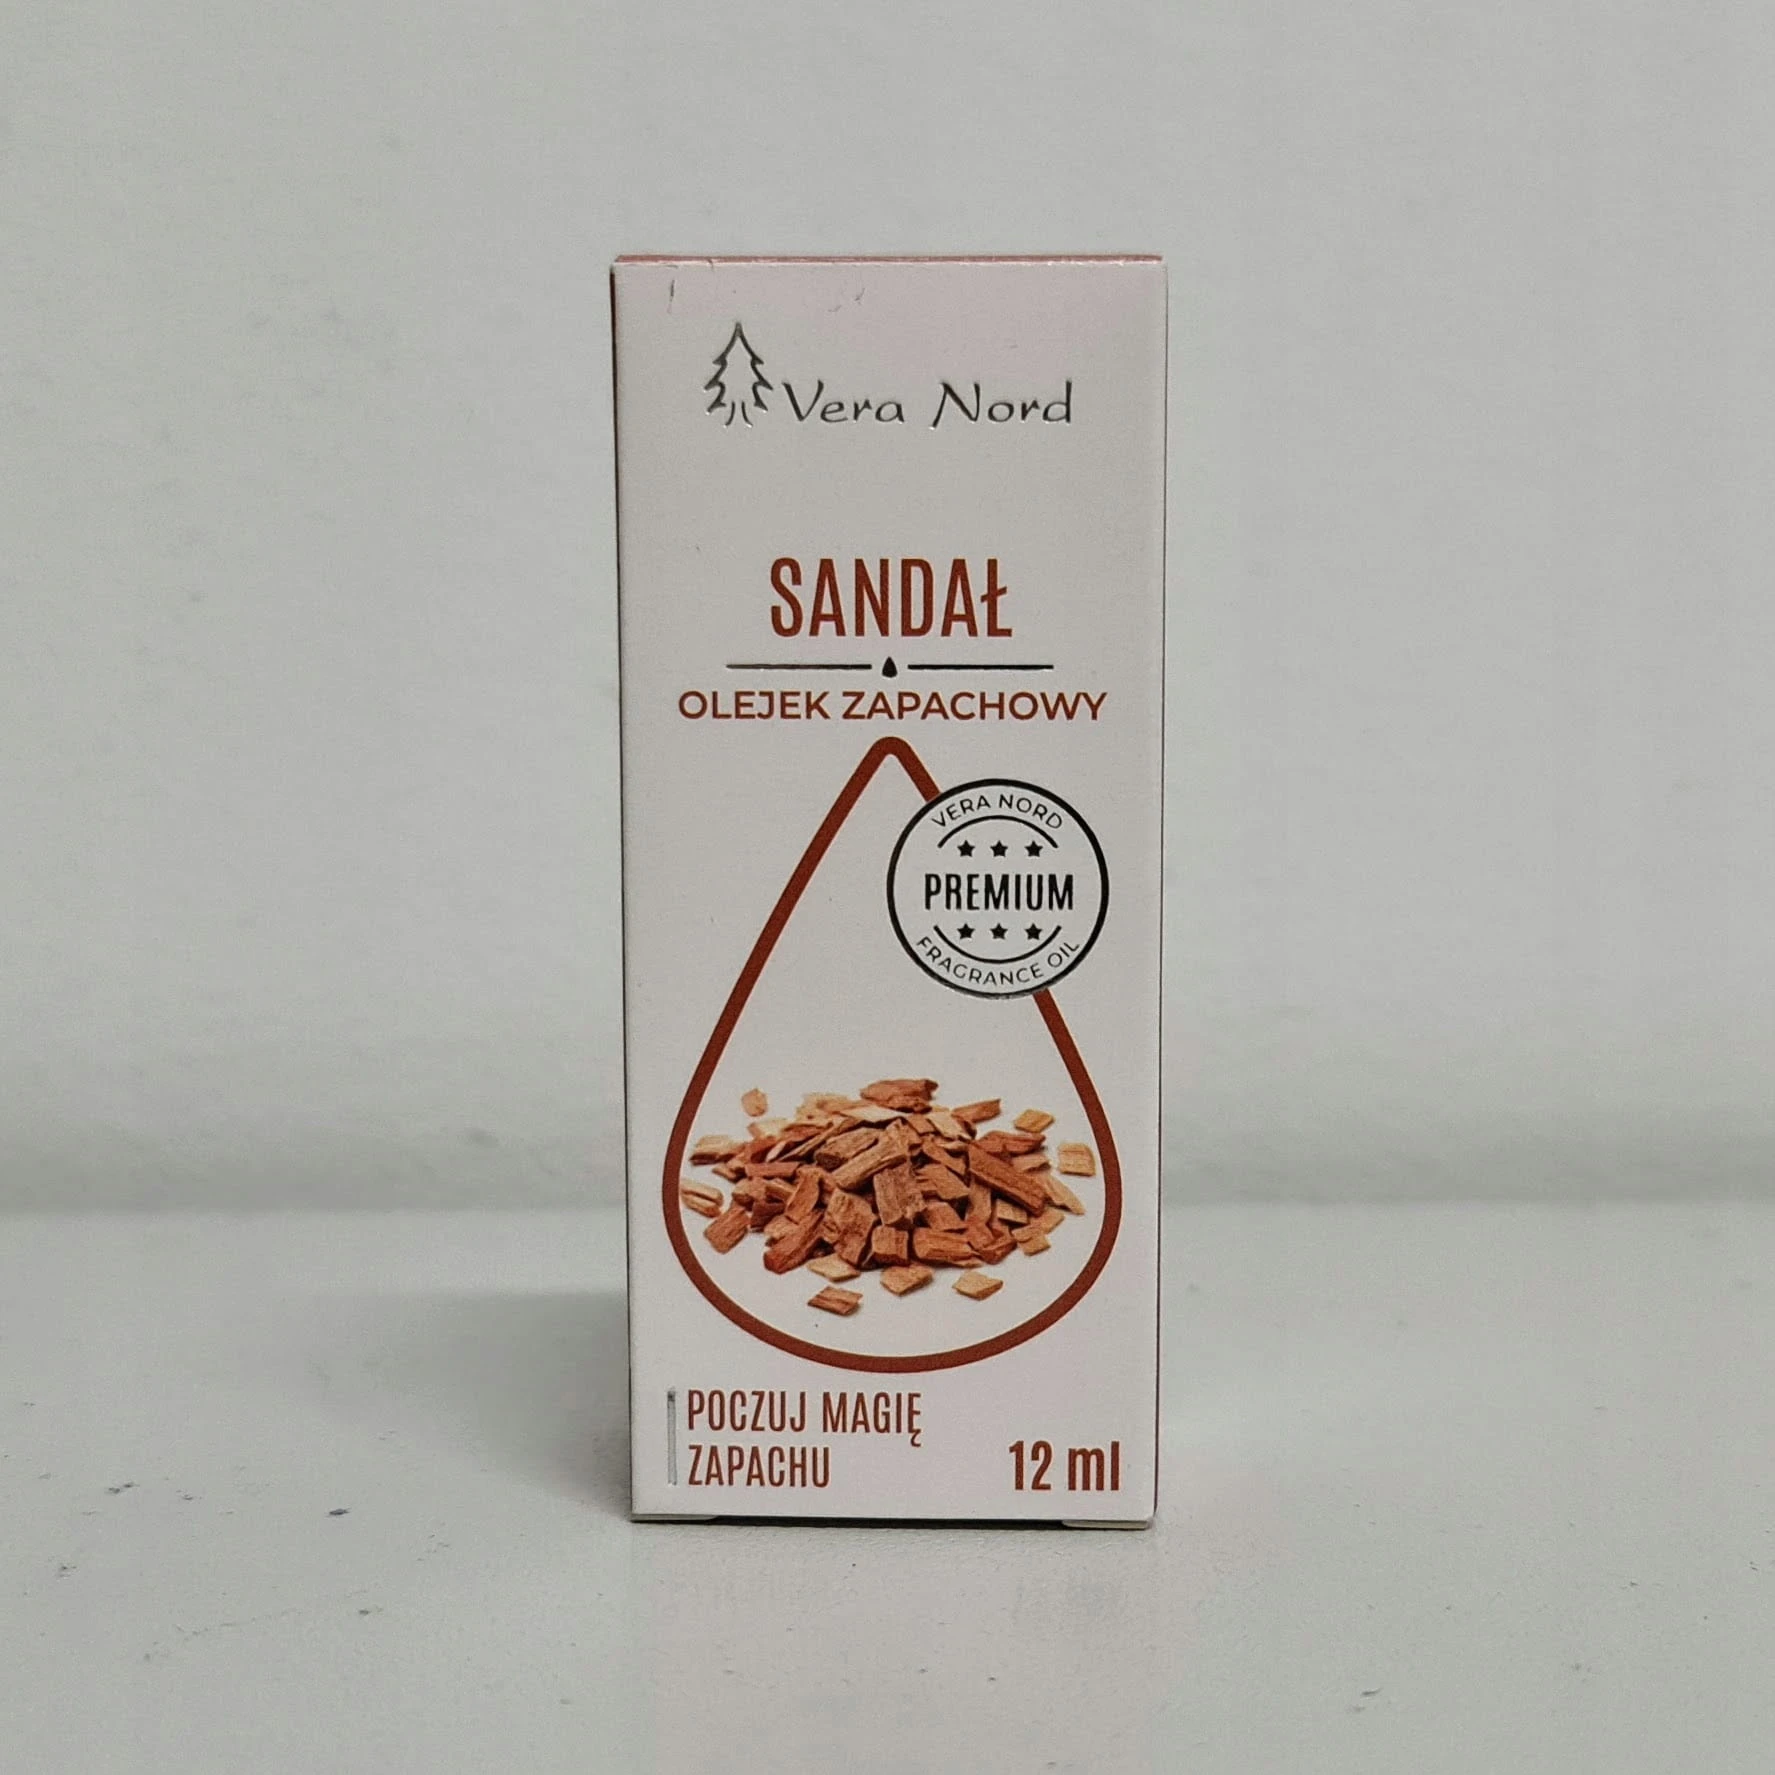 Vera Nord
SANDAŁ
OLEJEK ZAPACHOWY
VERA NORD
PREMIUM
FRAGRANCE OIL
POCZUJ MAGIĘ
ZAPACHU
12 ml